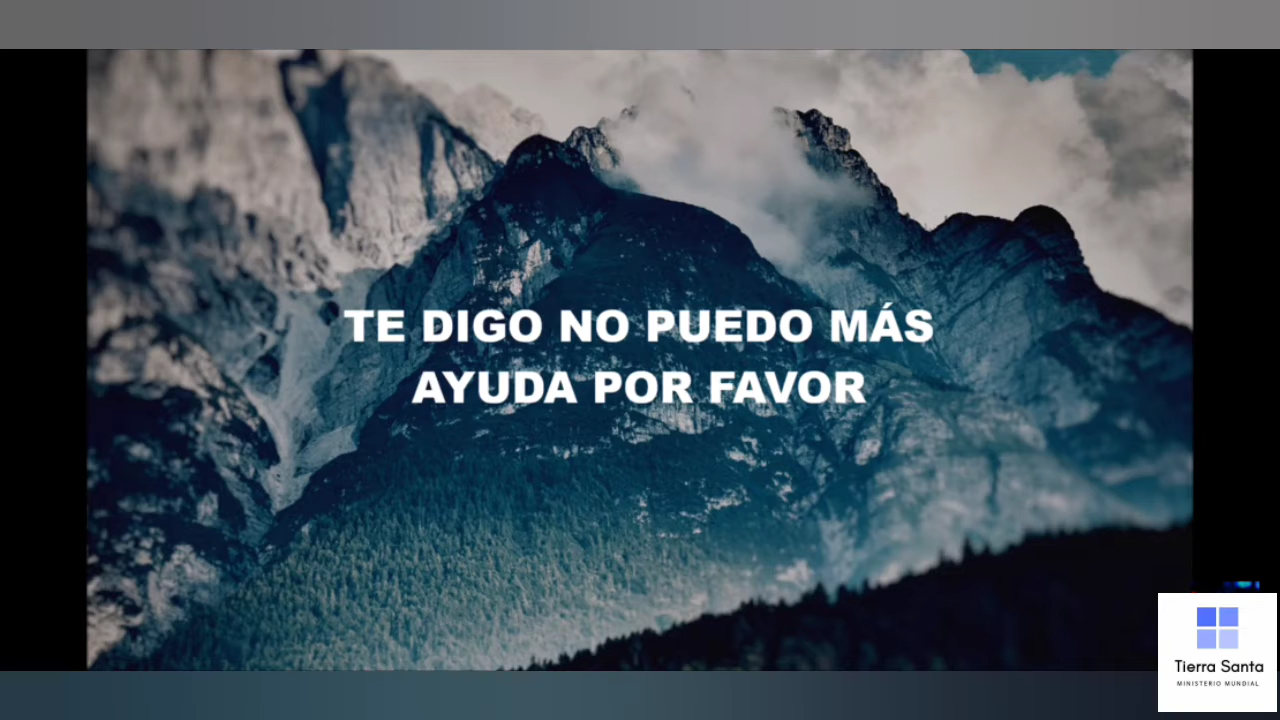 TE DIGO NO PUEDO MÁS
AYUDA POR FAVOR
Tierra Santa
MINISTERIO MUNDIAL